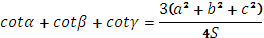 cotα + cotβ + cotγ = 3(a² + b² + c²) / 4S